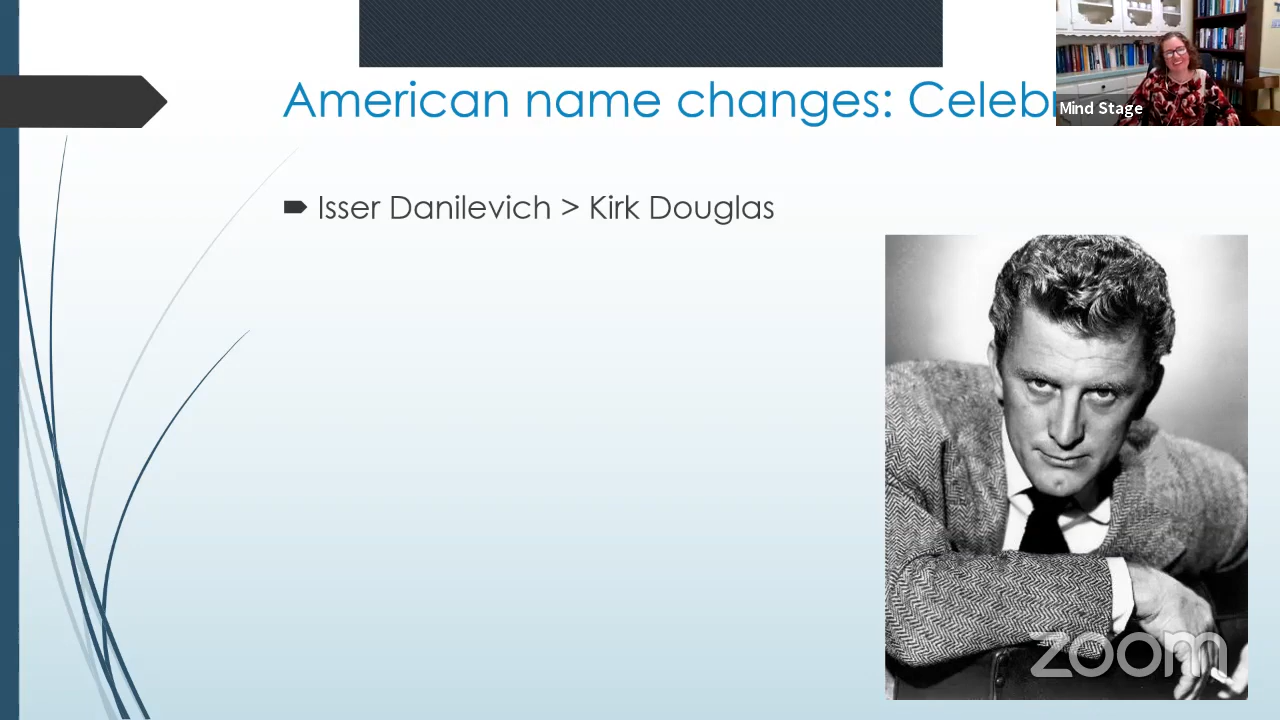 American name changes: Celebr
Mind Stage
Isser Danilevich > Kirk Douglas
zoom